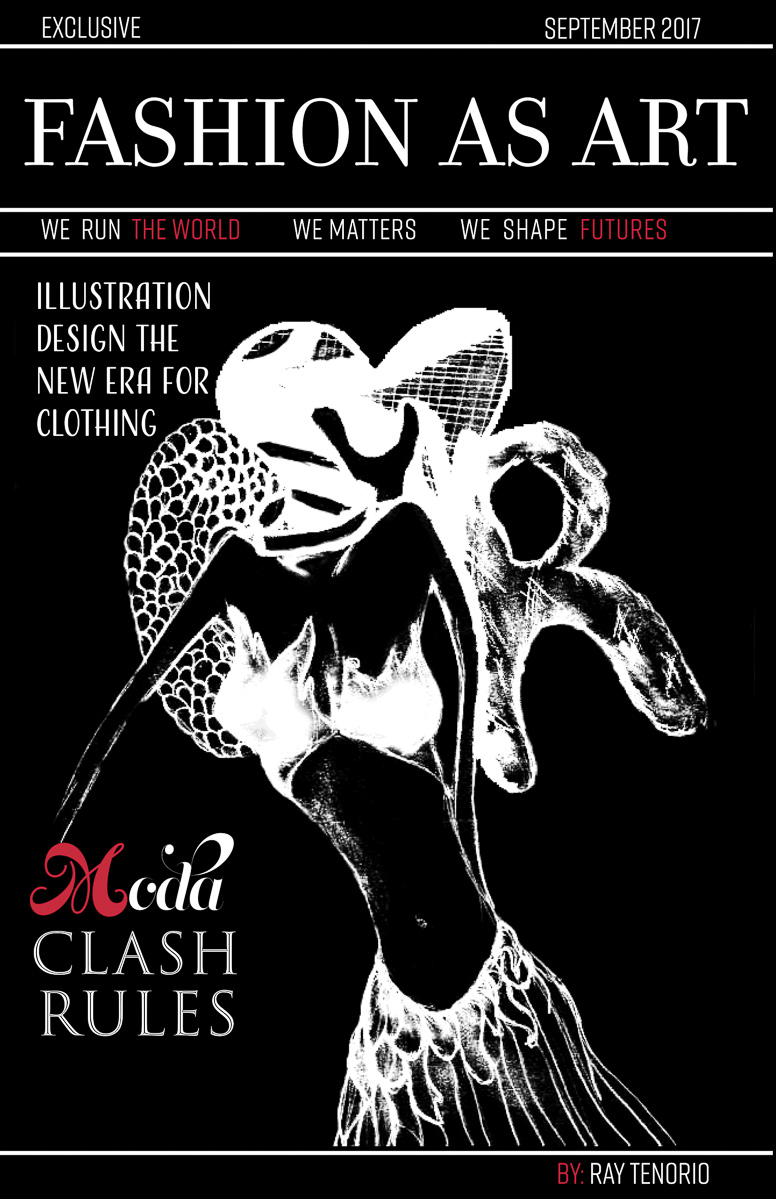 EXCLUSIVE SEPTEMBER 2017
FASHION AS ART
WE RUN THE WORLD WE MATTERS WE SHAPE FUTURES
ILLUSTRATION
DESIGN THE
NEW ERA FOR
CLOTHING
Moda
CLASH
RULES
BY: RAY TENORIO